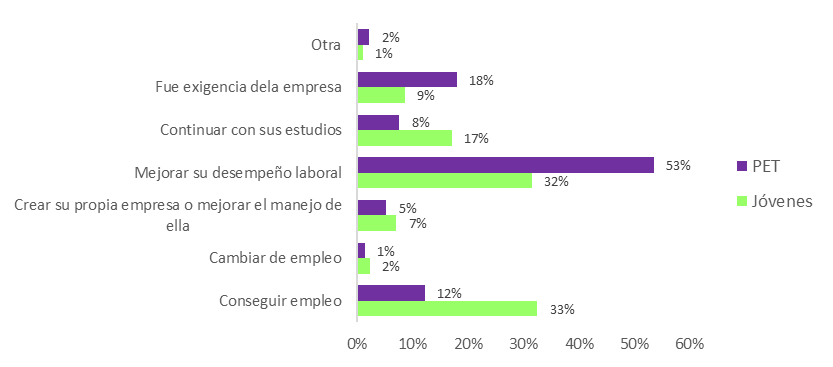 Otra
2%
1%
Fue exigencia dela empresa
18%
9%
Continuar con sus estudios
8%
17%
Mejorar su desempeño laboral
53%
32%
Crear su propia empresa o mejorar el manejo de
ella
5%
7%
Cambiar de empleo
1%
2%
Conseguir empleo
12%
33%
0% 10% 20% 30% 40% 50% 60%
PET
Jóvenes